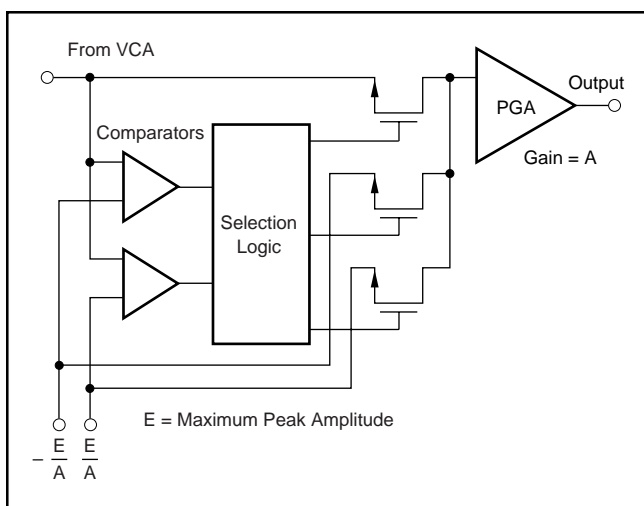 From VCA
Output
PGA
Comparators
Gain = A
Selection
Logic
E = Maximum Peak Amplitude
– E/A E/A